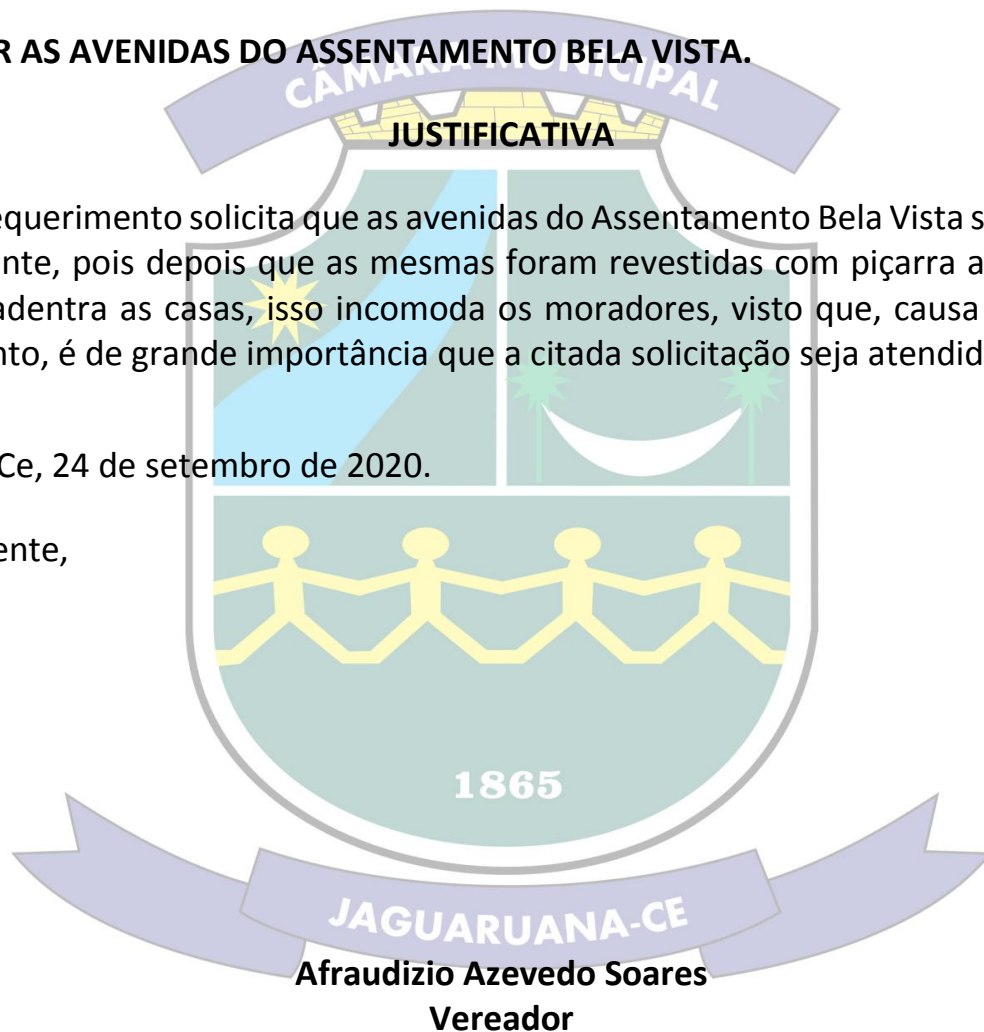 R AS AVENIDAS DO ASSENTAMENTO BELA VISTA.
CÂMARA MUNICIPAL
JUSTIFICATIVA
equerimento solicita que as avenidas do Assentamento Bela Vista s
nte, pois depois que as mesmas foram revestidas com piçarra a
adentra as casas, isso incomoda os moradores, visto que, causa
nto, é de grande importância que a citada solicitação seja atendid
Ce, 24 de setembro de 2020.
ente,
1865
JAGUARUANA-CE
Afraudizio Azevedo Soares
Vereador